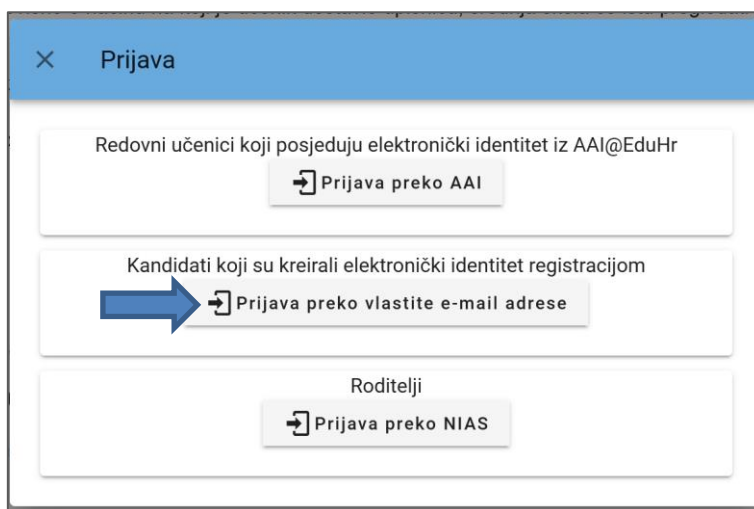 Prijava
Redovni učenici koji posjeduju elektronički identitet iz AAI@EduHr
Prijava preko AAI
Kandidati koji su kreirali elektronički identitet registracijom
Prijava preko vlastite e-mail adrese
Roditelji
Prijava preko NIAS